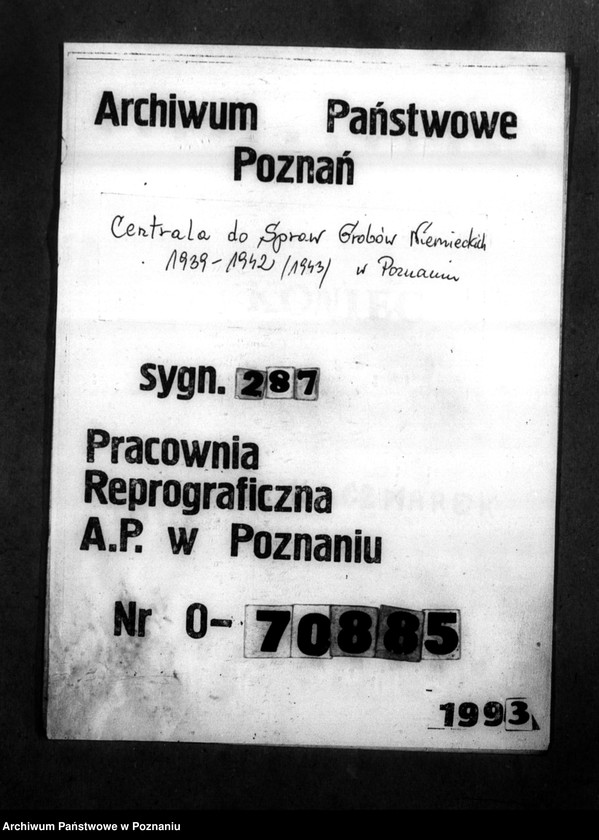 Archiwum Państwowe
Poznań
Centrala do Spraw Grobów Niemieckich
1939-1942 /1943/ w Poznaniu
sygn. 287
Pracownia
Reprograficzna
A.P. w Poznaniu
Nr 0-70885
1993
Archiwum Państwowe w Poznaniu